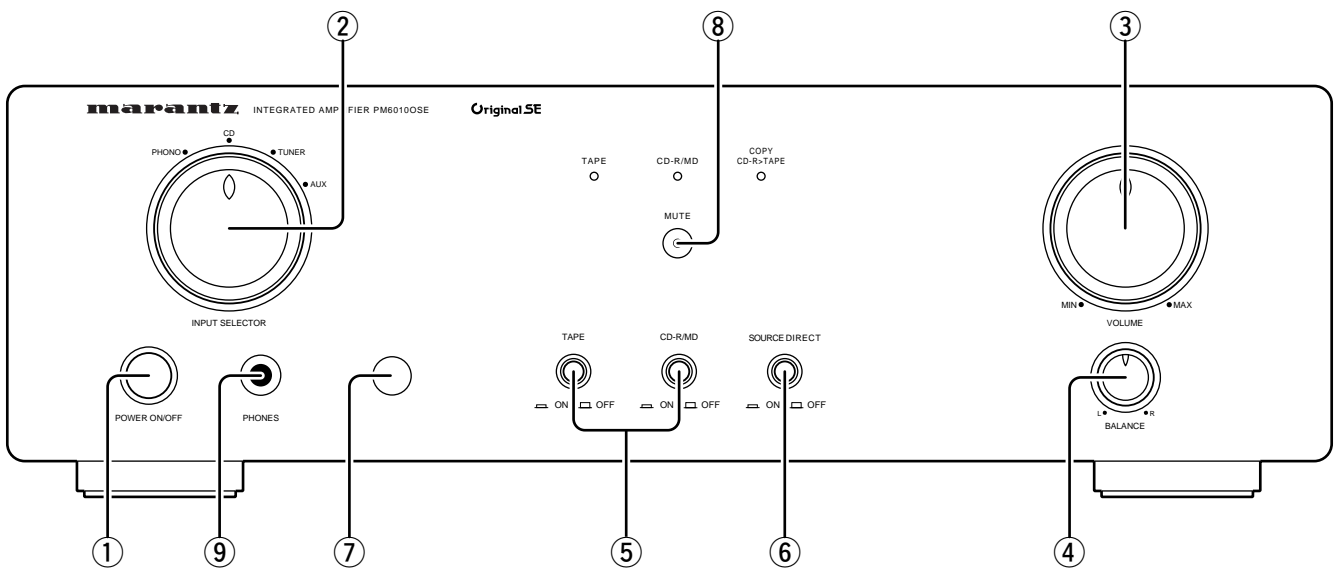 ② ⑧ ③
marantz INTEGRATED AMPLIFIER PM6010OSE Original SE
CD
PHONO TUNER
AUX
INPUT SELECTOR
COPY
TAPE CD-R/MD CD-R>TAPE
MUTE
MIN MAX
VOLUME
POWER ON/OFF
PHONES
TAPE CD-R/MD SOURCE DIRECT
ON OFF ON OFF ON OFF
L R
BALANCE
① ⑨ ⑦ ⑤ ⑥ ④